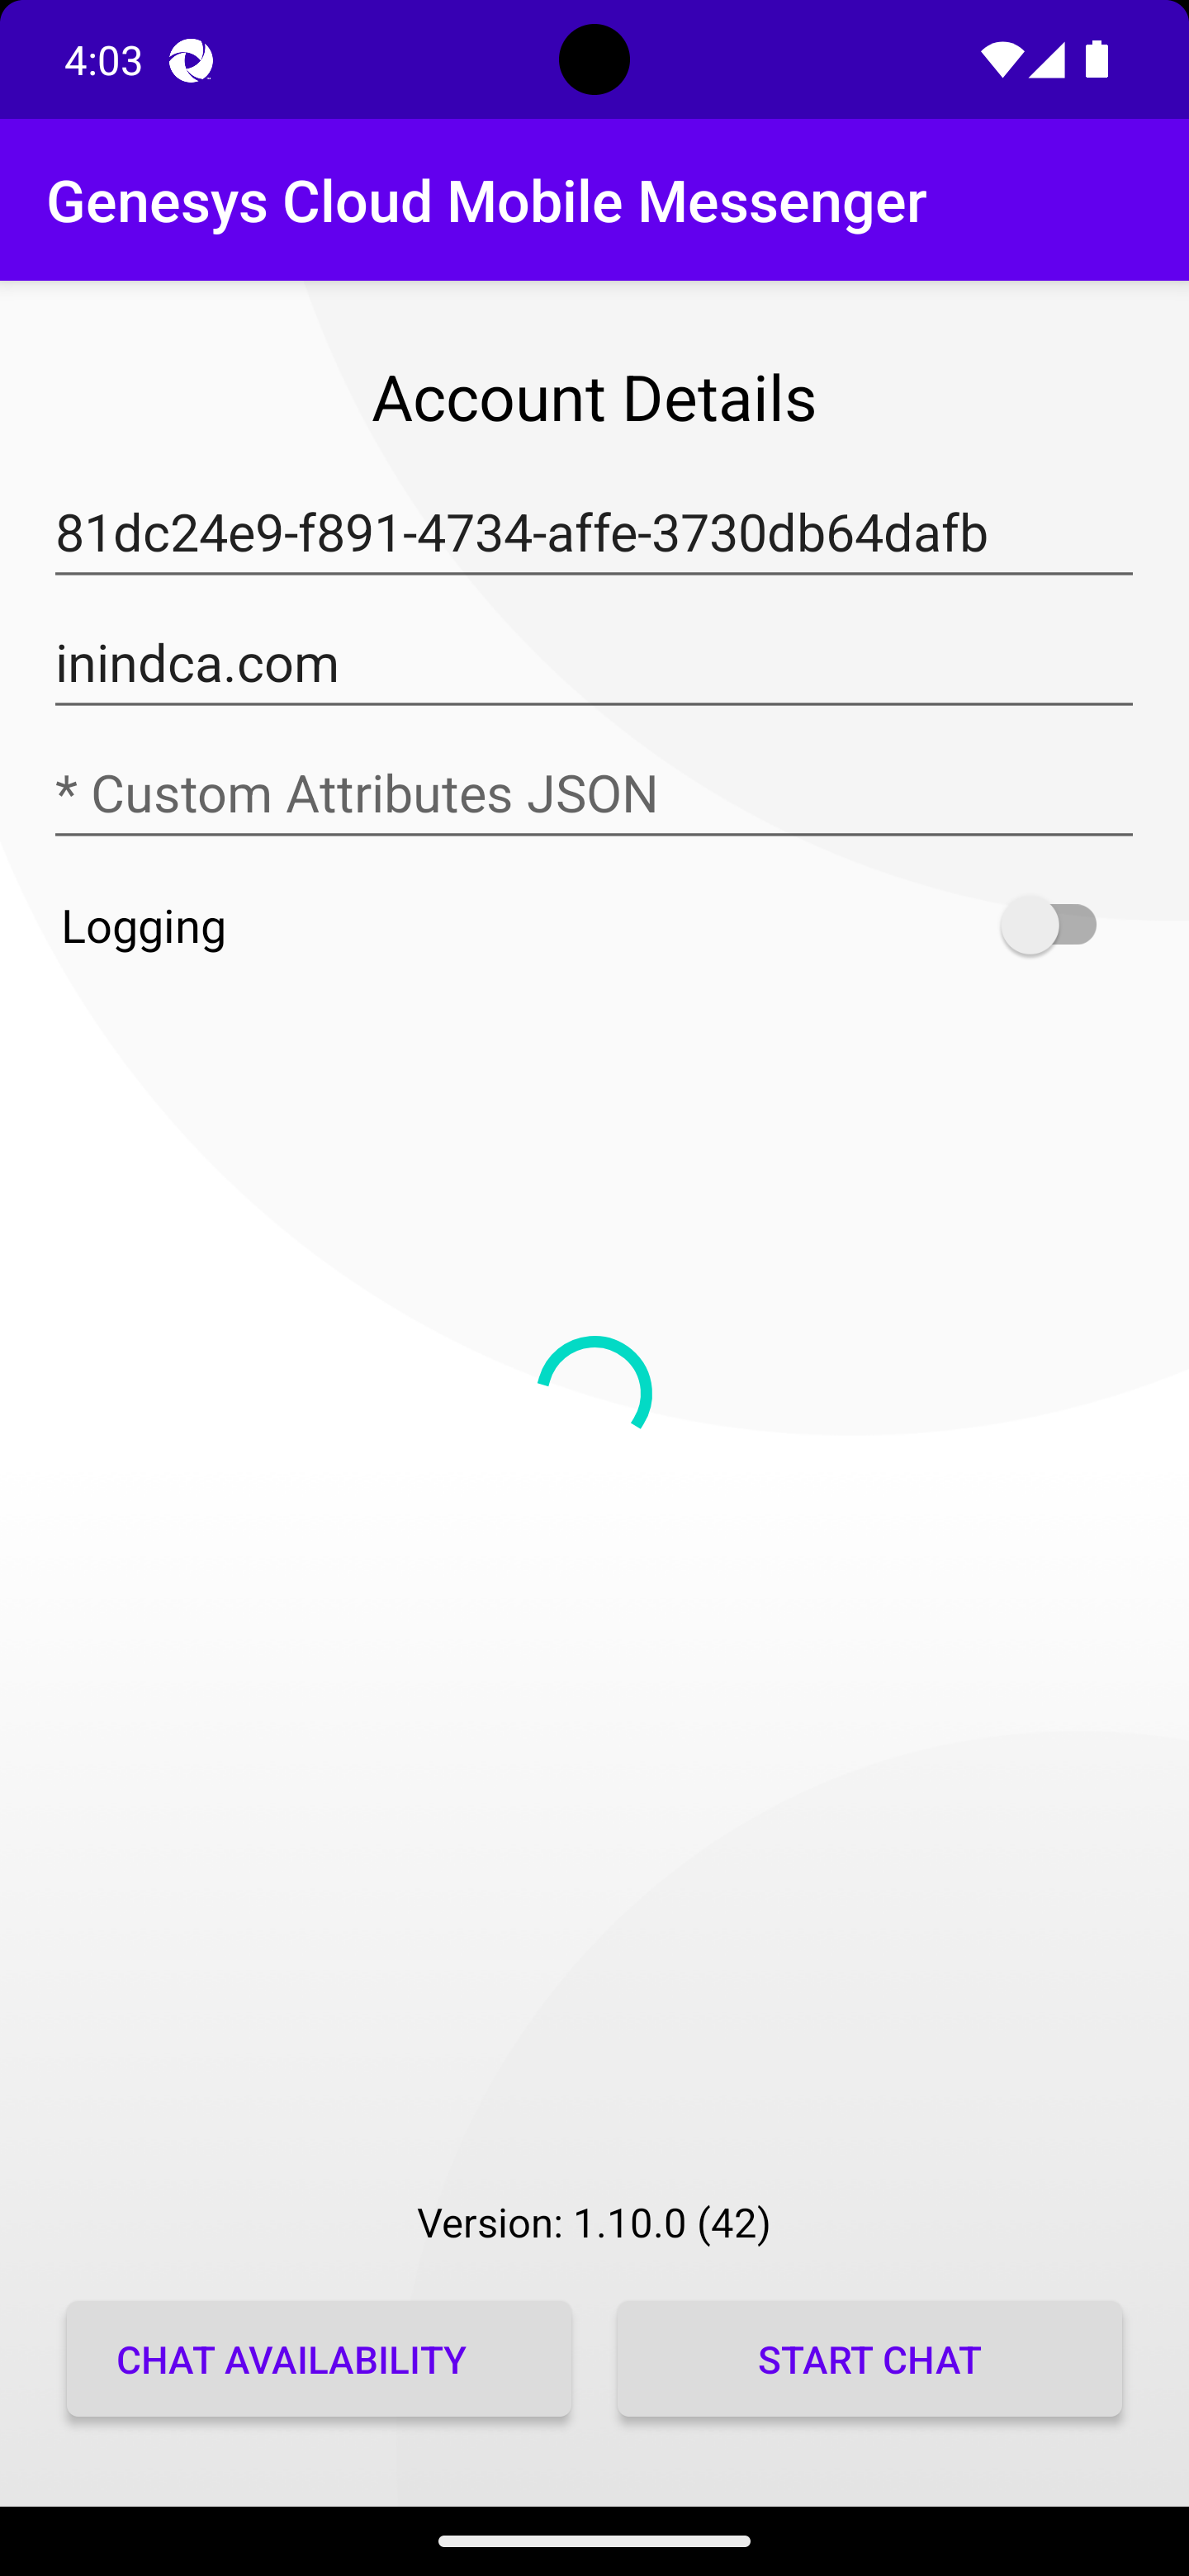 4:03
Genesys Cloud Mobile Messenger
Account Details
81dc24e9-f891-4734-affe-3730db64dafb
inindca.com
* Custom Attributes JSON
Logging
Version: 1.10.0 (42)
CHAT AVAILABILITY
START CHAT